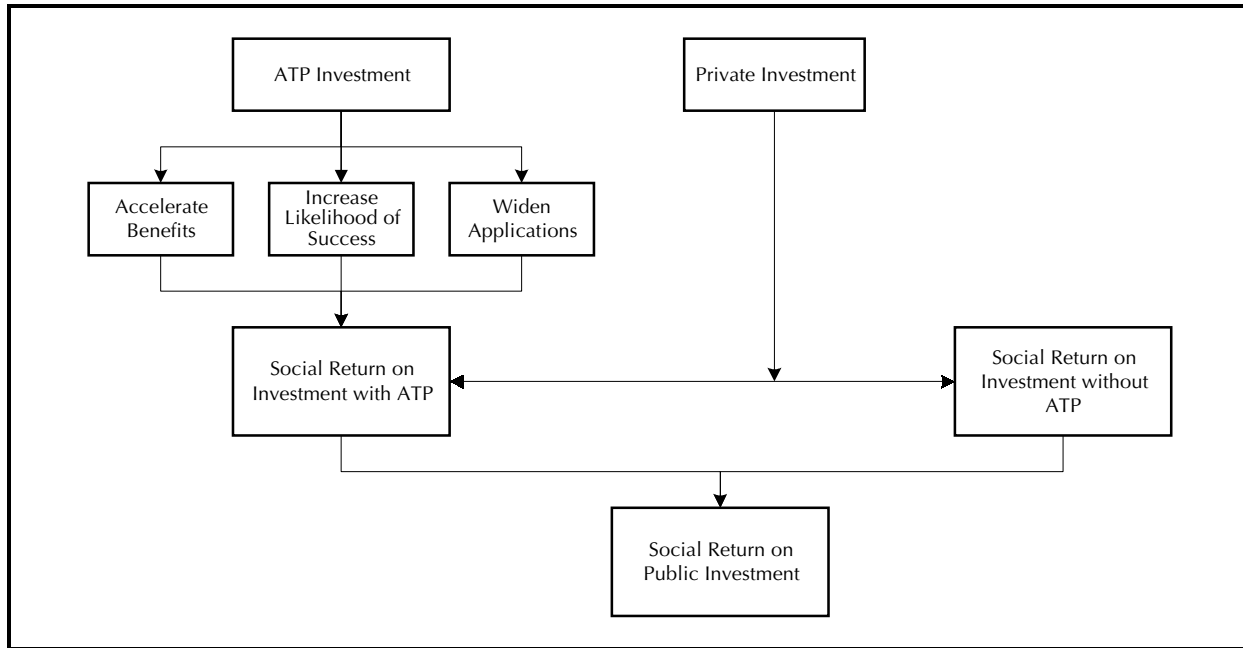 ATP Investment
Private Investment
Accelerate
Benefits
Increase
Likelihood of
Success
Widen
Applications
Social Return on
Investment with ATP
Social Return on
Investment without
ATP
Social Return on
Public Investment